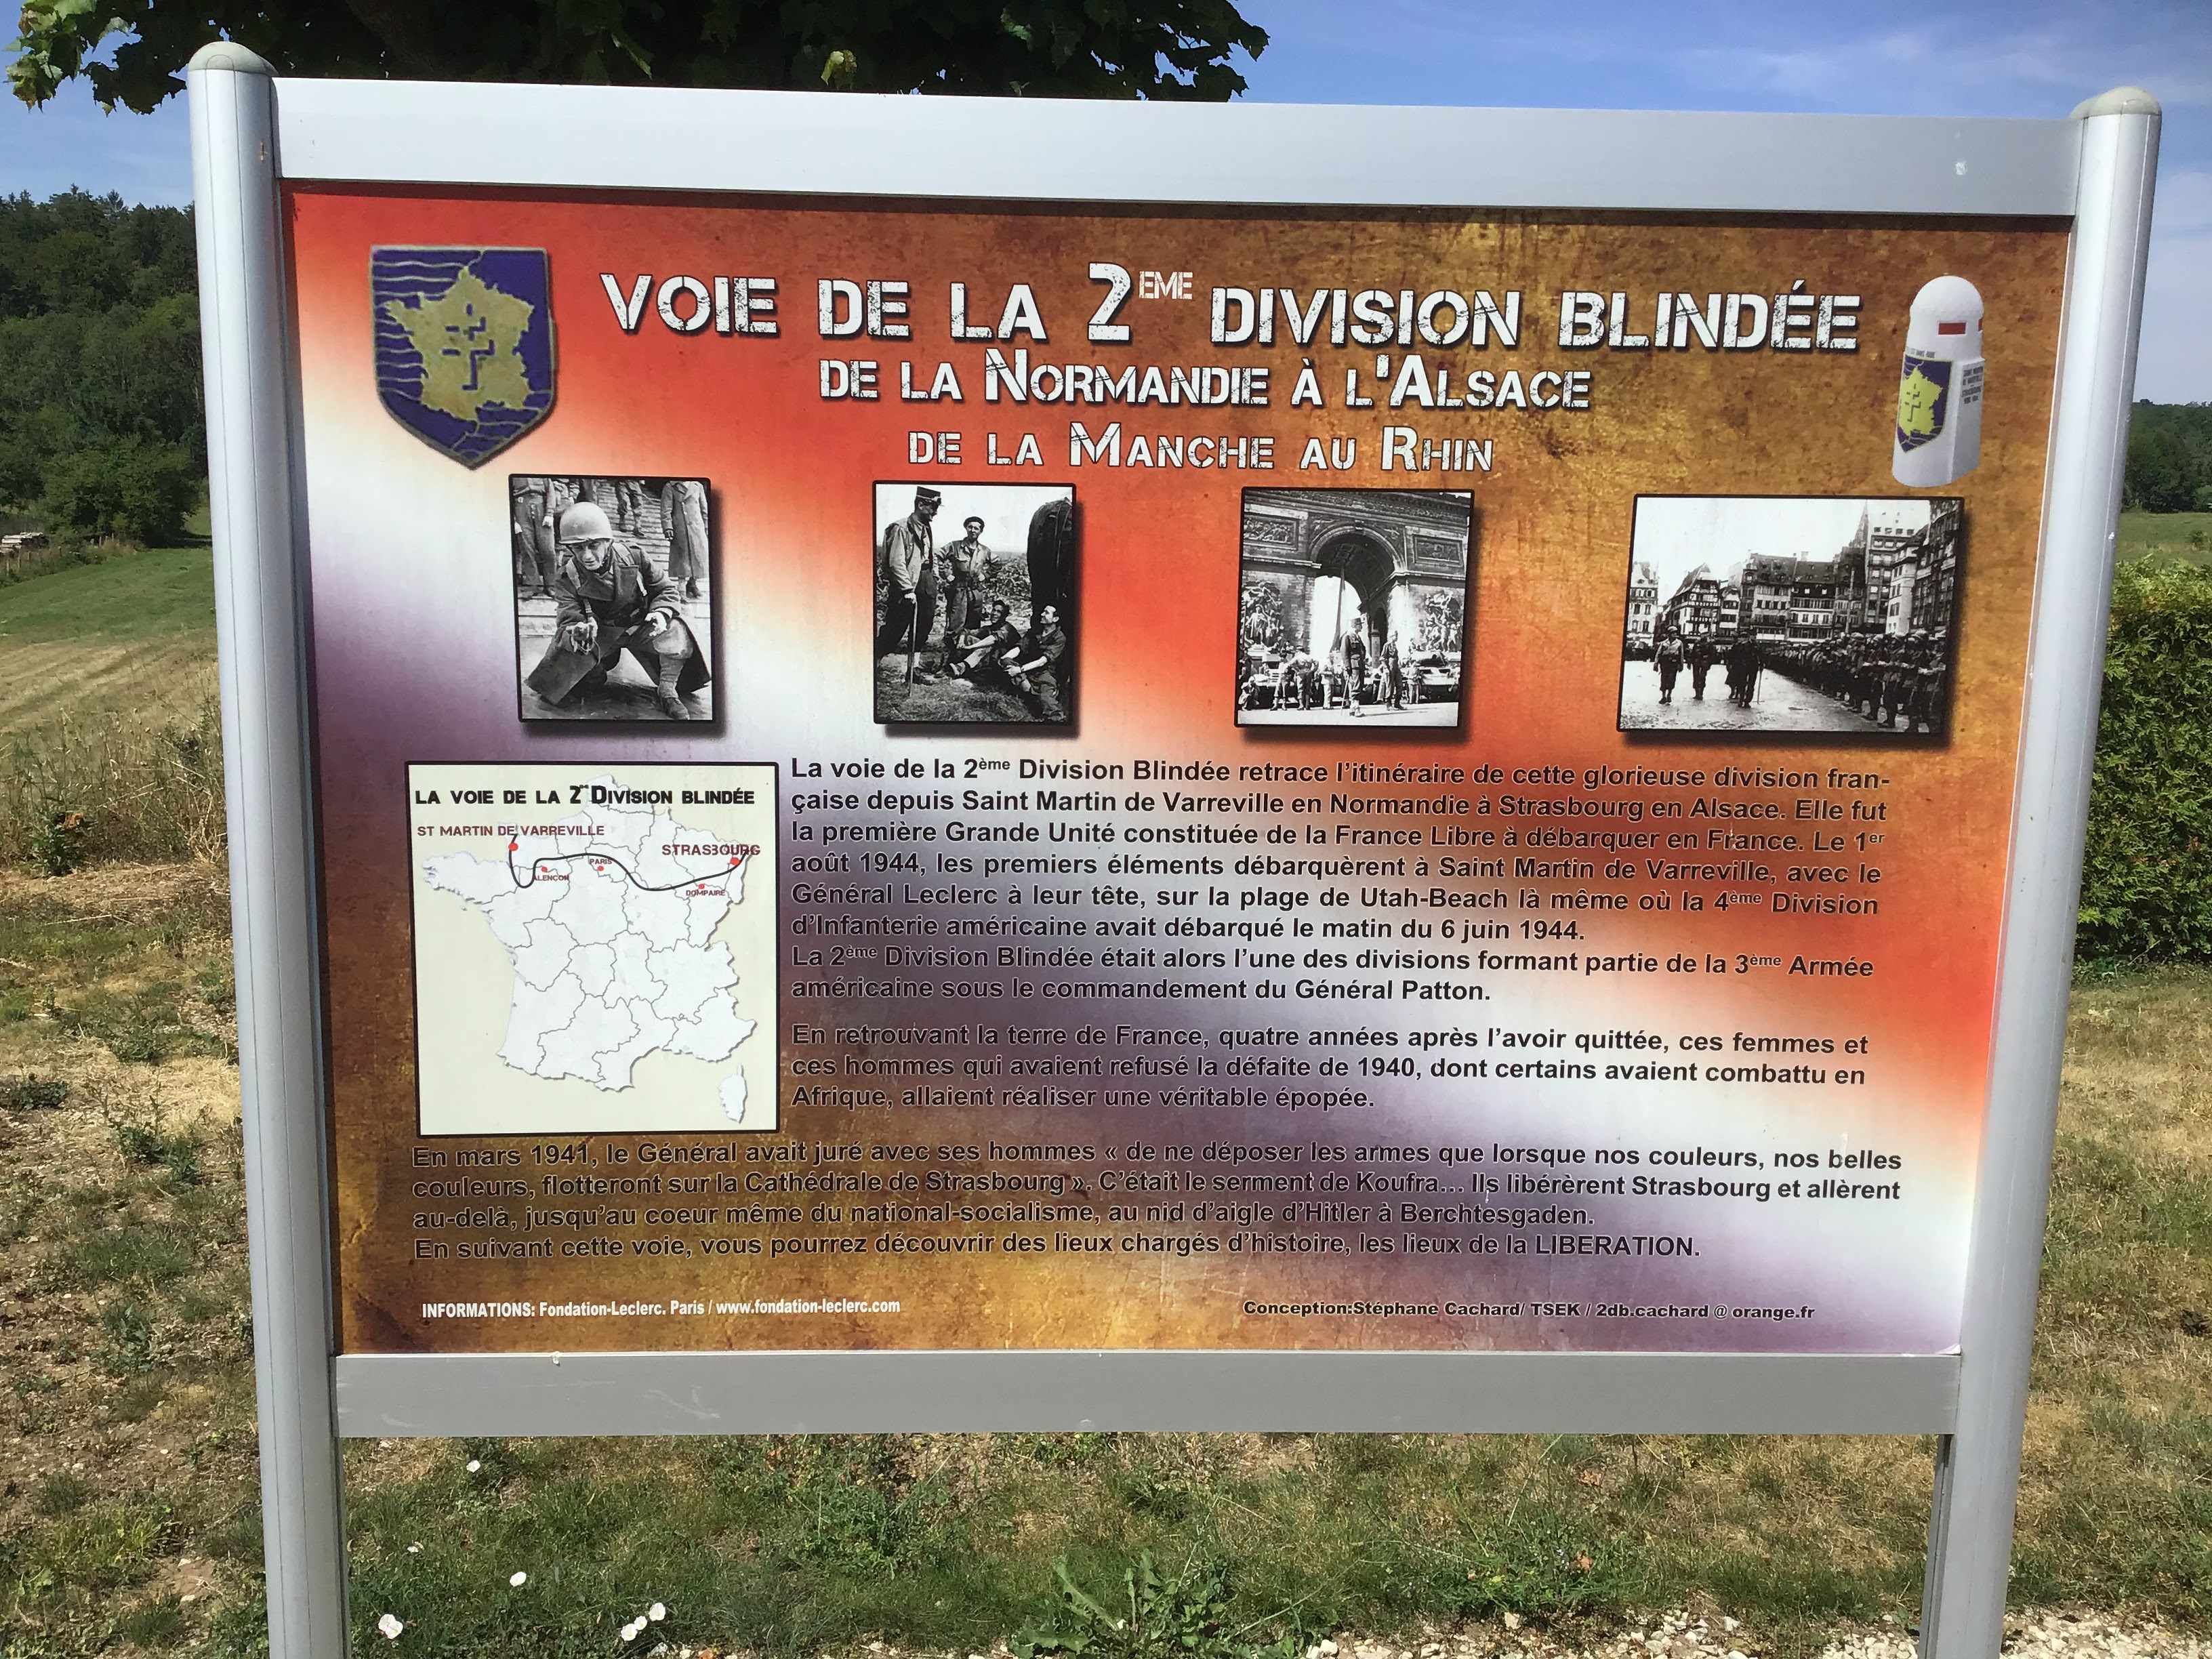 VOIE DE LA 2EME DIVISION BLINDÉE
DE LA NORMANDIE À L'ALSACE
DE LA MANCHE AU RHIN
LA VOIE DE LA 2ème DIVISION BLINDÉE
ST MARTIN DE VARREVILLE
STRASBOURG
PARIS
ALENCON
DOMPAIRE
La voie de la 2ème Division Blindée retrace l'itinéraire de cette glorieuse division fran-
çaise depuis Saint Martin de Varreville en Normandie à Strasbourg en Alsace. Elle fut
la première Grande Unité constituée de la France Libre à débarquer en France. Le 1er
août 1944, les premiers éléments débarquèrent à Saint Martin de Varreville, avec le
Général Leclerc à leur tête, sur la plage de Utah-Beach là même où la 4ème Division
d'Infanterie américaine avait débarqué le matin du 6 juin 1944.
La 2ème Division Blindée était alors l'une des divisions formant partie de la 3ème Armée
américaine sous le commandement du Général Patton.
En retrouvant la terre de France, quatre années après l'avoir quittée, ces femmes et
ces hommes qui avaient refusé la défaite de 1940, dont certains avaient combattu en
Afrique, allaient réaliser une véritable épopée.
En mars 1941, le Général avait juré avec ses hommes « de ne déposer les armes que lorsque nos couleurs, nos belles
couleurs, flotteront sur la Cathédrale de Strasbourg ». C'était le serment de Koufra... Ils libérèrent Strasbourg et allèrent
au-delà, jusqu'au coeur même du national-socialisme, au nid d'aigle d'Hitler à Berchtesgaden.
En suivant cette voie, vous pourrez découvrir des lieux chargés d'histoire, les lieux de la LIBERATION.
INFORMATIONS: Fondation-Leclerc. Paris / www.fondation-leclerc.com
Conception:Stéphane Cachard/ TSEK / 2db.cachard @ orange.fr